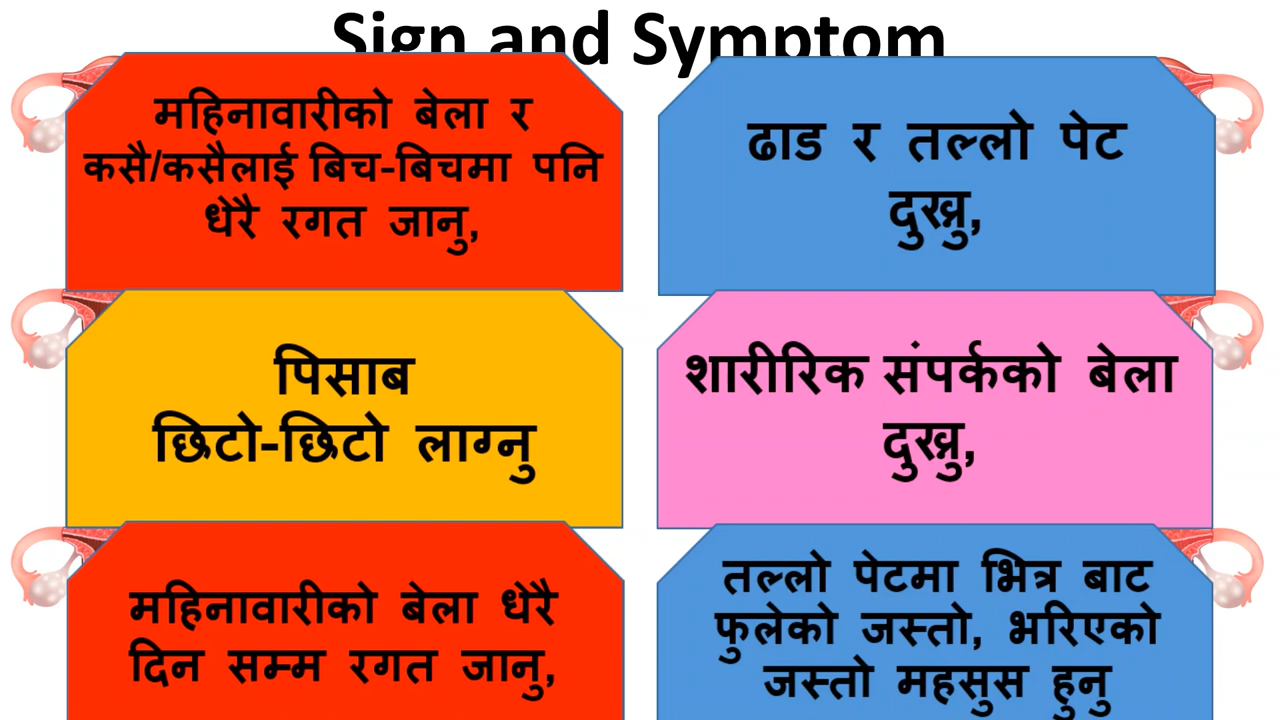 Sign and Symptom
महिनावारीको बेला र
कसै/कसैलाई बिच-बिचमा पनि
धेरै रगत जानु,
ढाड र तल्लो पेट
दुख्नु,
पिसाब
छिटो-छिटो लाग्नु
शारीरिक संपर्कको बेला
दुख्नु,
महिनावारीको बेला धेरै
दिन सम्म रगत जानु,
तल्लो पेटमा भित्र बाट
फुलेको जस्तो, भरिएको
जस्तो महसुस हुनु